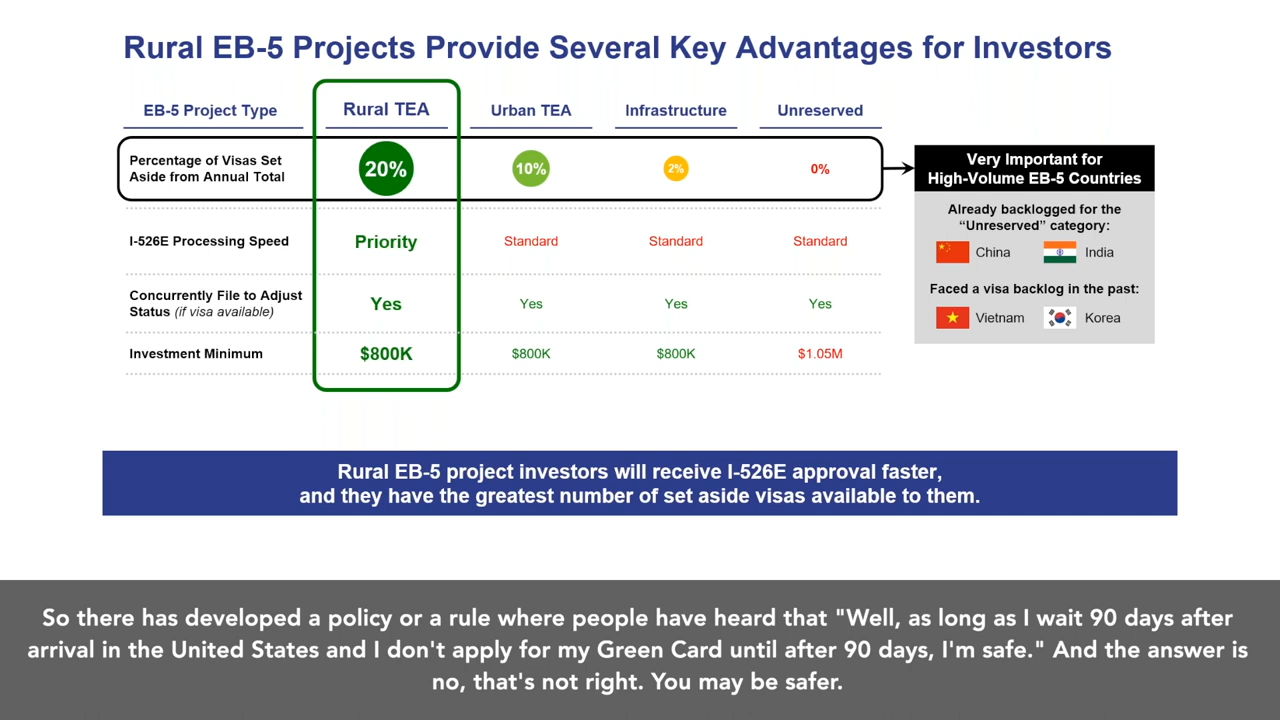 Rural EB-5 Projects Provide Several Key Advantages for Investors
EB-5 Project Type
Rural TEA
Urban TEA
Infrastructure
Unreserved
Percentage of Visas Set
Aside from Annual Total
20%
10%
2%
0%
I-526E Processing Speed
Priority
Standard
Standard
Standard
Concurrently File to Adjust
Status (if visa available)
Yes
Yes
Yes
Yes
Investment Minimum
$800K
$800K
$800K
$1.05M
Very Important for
High-Volume EB-5 Countries
Already backlogged for the
“Unreserved” category:
China
India
Faced a visa backlog in the past:
Vietnam
Korea
Rural EB-5 project investors will receive I-526E approval faster,
and they have the greatest number of set aside visas available to them.
So there has developed a policy or a rule where people have heard that "Well, as long as I wait 90 days after
arrival in the United States and I don't apply for my Green Card until after 90 days, I'm safe." And the answer is
no, that's not right. You may be safer.